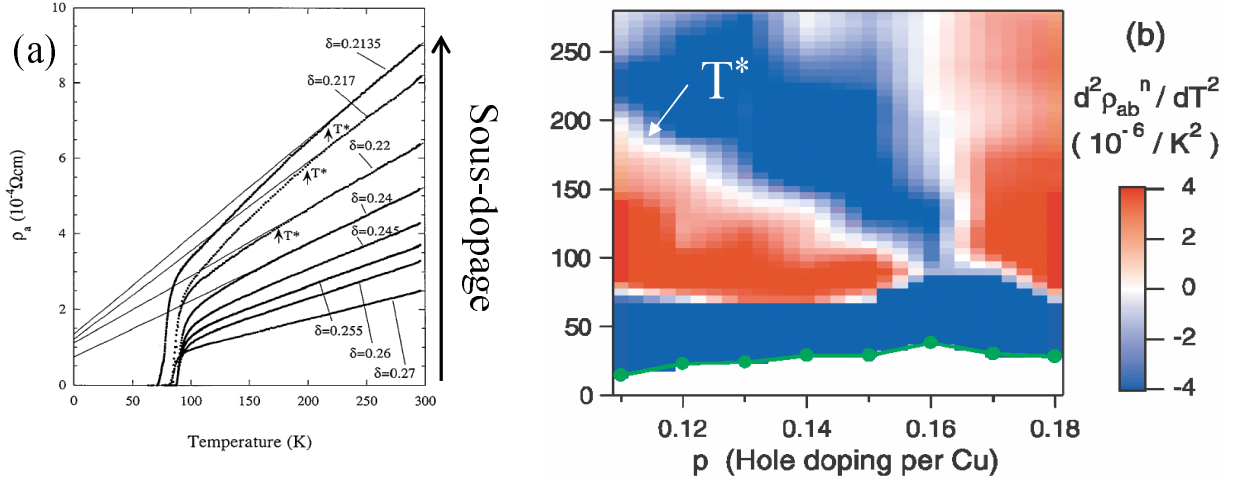 (a)
10
8
6
4
2
0
ρₐ (10⁻⁴Ωcm)
δ=0.2135
δ=0.217
T*
δ=0.22
T*
δ=0.24
T*
δ=0.245
δ=0.255
δ=0.26
δ=0.27
0 50 100 150 200 250 300
Temperature (K)
Sous-dopage
250
200
150
100
50
0
T*
0.12 0.14 0.16 0.18
p (Hole doping per Cu)
(b)
d²ρₐᵦⁿ / dT²
( 10⁻⁶ / K² )
4
2
0
-2
-4